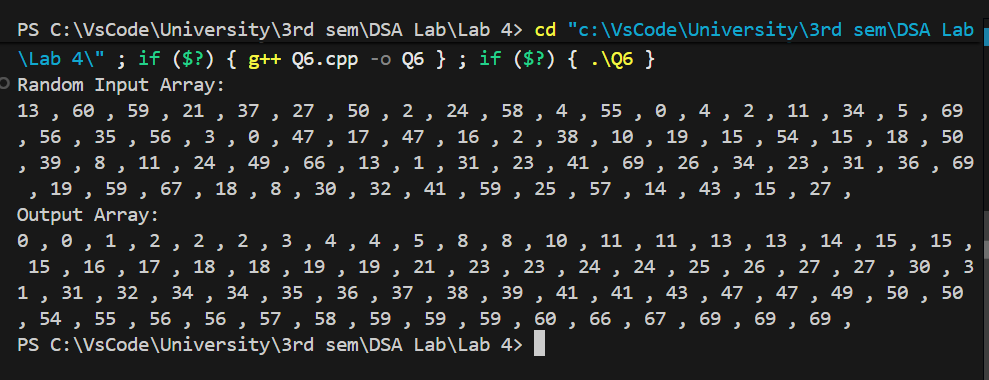 PS C:\VsCode\University\3rd sem\DSA Lab\Lab 4> cd "c:\VsCode\University\3rd sem\DSA Lab
\Lab 4\" ; if ($?) { g++ Q6.cpp -o Q6 } ; if ($?) { .\Q6 }
Random Input Array:
13 , 60 , 59 , 21 , 37 , 27 , 50 , 2 , 24 , 58 , 4 , 55 , 0 , 4 , 2 , 11 , 34 , 5 , 69
, 56 , 35 , 56 , 3 , 0 , 47 , 17 , 47 , 16 , 2 , 38 , 10 , 19 , 15 , 54 , 15 , 18 , 50
, 39 , 8 , 11 , 24 , 49 , 66 , 13 , 1 , 31 , 23 , 41 , 69 , 26 , 34 , 23 , 31 , 36 , 69
, 19 , 59 , 67 , 18 , 8 , 30 , 32 , 41 , 59 , 25 , 57 , 14 , 43 , 15 , 27 ,
Output Array:
0 , 0 , 1 , 2 , 2 , 2 , 3 , 4 , 4 , 5 , 8 , 8 , 10 , 11 , 11 , 13 , 13 , 14 , 15 , 15 ,
15 , 16 , 17 , 18 , 18 , 19 , 19 , 21 , 23 , 23 , 24 , 24 , 25 , 26 , 27 , 27 , 30 , 3
1 , 31 , 32 , 34 , 34 , 35 , 36 , 37 , 38 , 39 , 41 , 41 , 43 , 47 , 47 , 49 , 50 , 50
, 54 , 55 , 56 , 56 , 57 , 58 , 59 , 59 , 59 , 60 , 66 , 67 , 69 , 69 , 69 ,
PS C:\VsCode\University\3rd sem\DSA Lab\Lab 4>